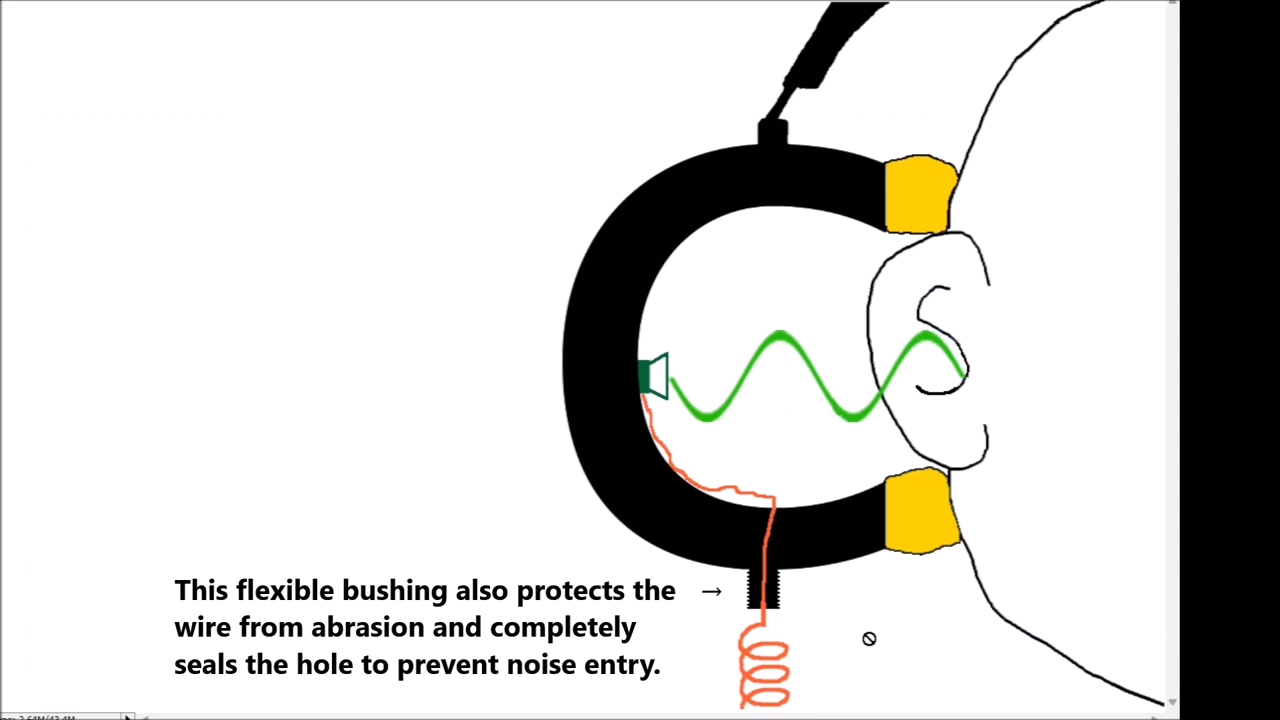 This flexible bushing also protects the →
wire from abrasion and completely
seals the hole to prevent noise entry.